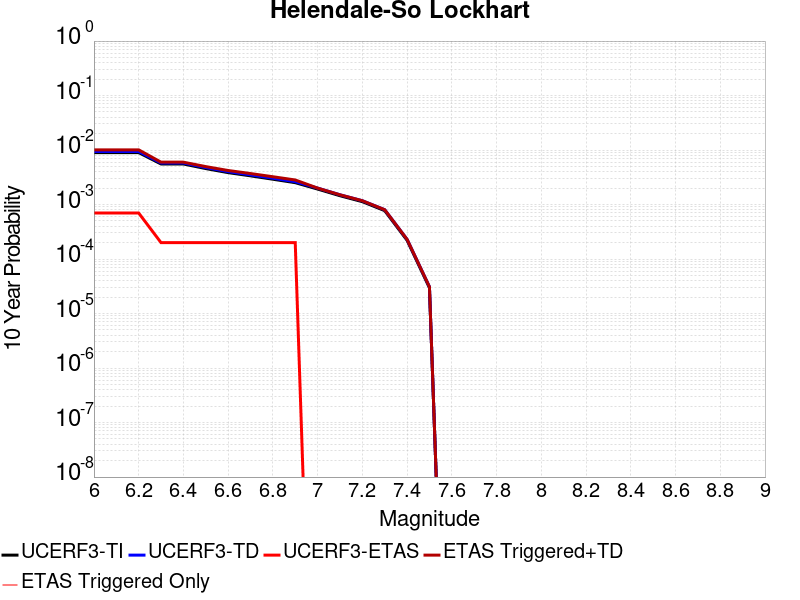 Helendale-So Lockhart
10 Year Probability
10^0
10^-1
10^-2
10^-3
10^-4
10^-5
10^-6
10^-7
10^-8
6 6.2 6.4 6.6 6.8 7 7.2 7.4 7.6 7.8 8 8.2 8.4 8.6 8.8 9
Magnitude
UCERF3-TI UCERF3-TD UCERF3-ETAS ETAS Triggered+TD
ETAS Triggered Only